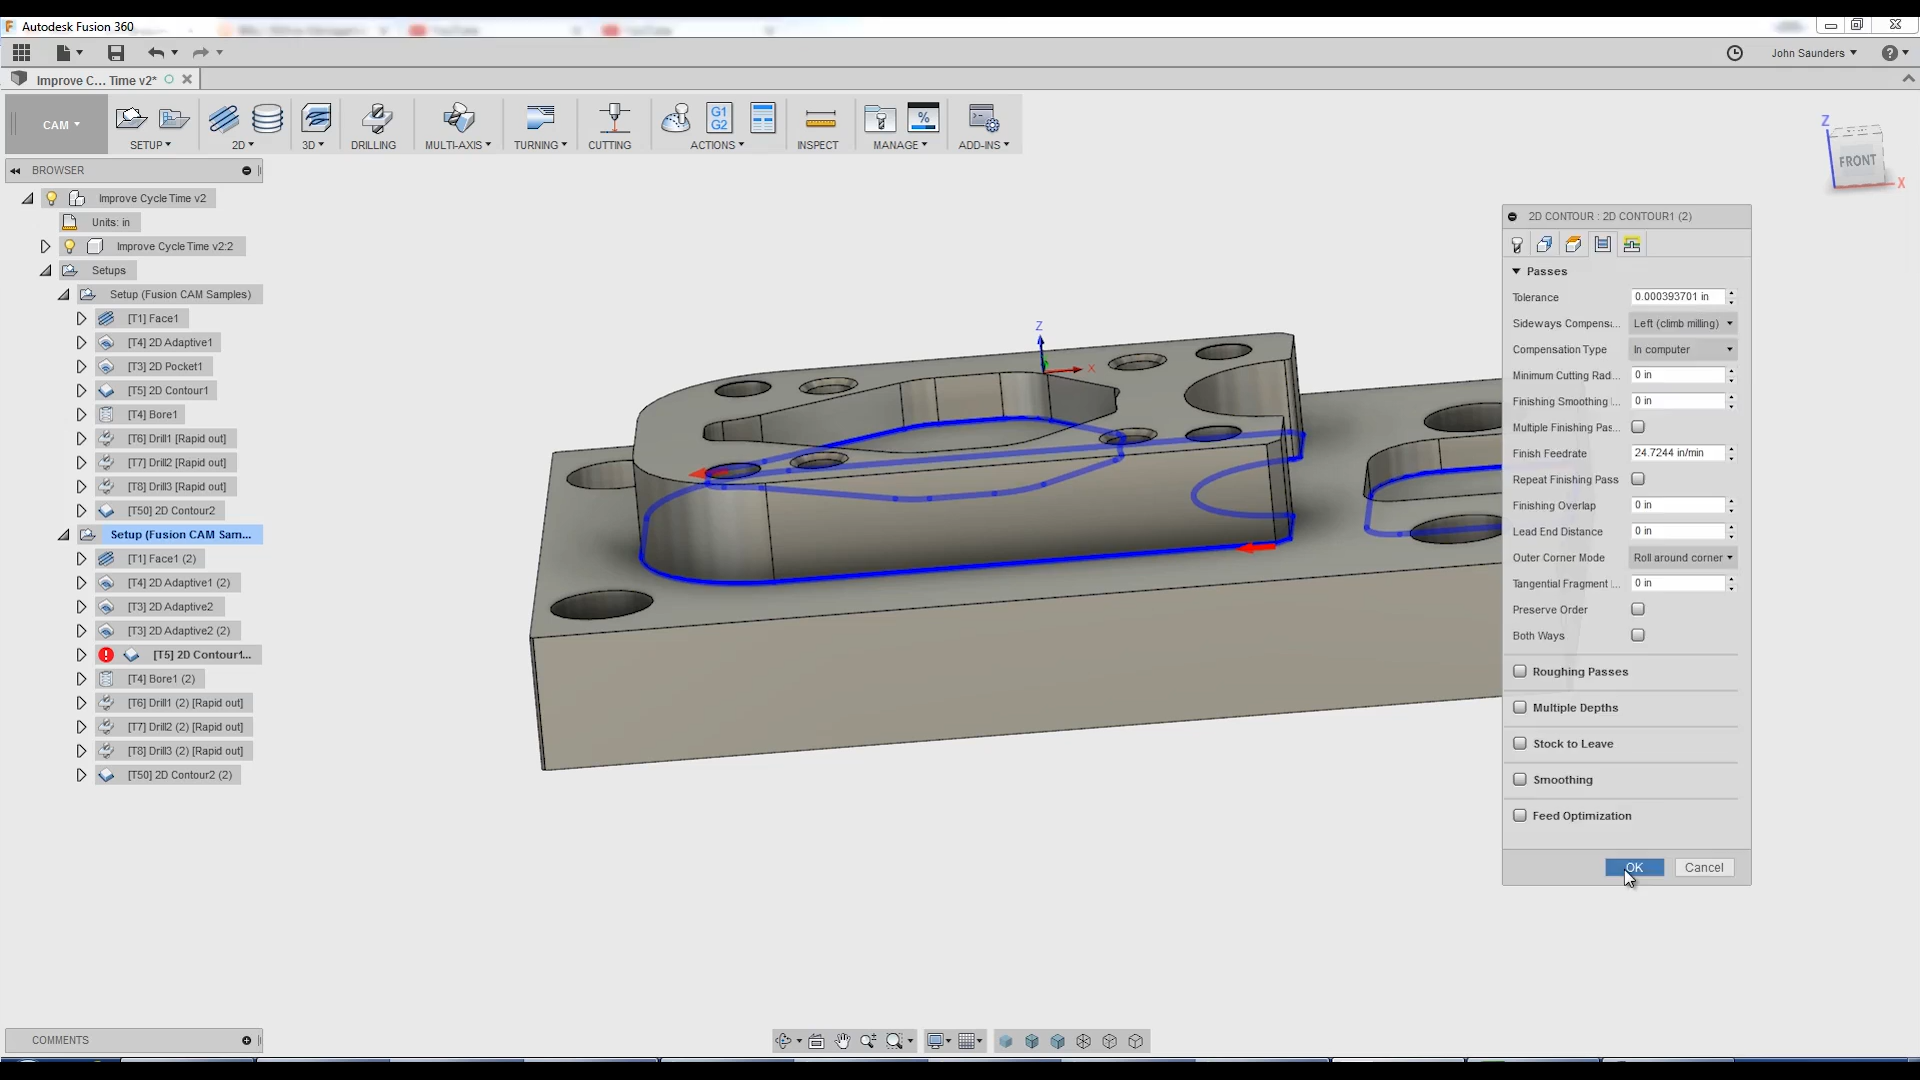 Autodesk Fusion 360
John Saunders
Improve C... Time v2*
CAM
SETUP
2D
3D
DRILLING
MULTI-AXIS
TURNING
CUTTING
G1
G2
ACTIONS
INSPECT
%
MANAGE
ADD-INS
BROWSER
Improve Cycle Time v2
Units: in
Improve Cycle Time v2:2
Setups
Setup (Fusion CAM Samples)
[T1] Face1
[T4] 2D Adaptive1
[T3] 2D Pocket1
[T5] 2D Contour1
[T4] Bore1
[T6] Drill1 [Rapid out]
[T7] Drill2 [Rapid out]
[T8] Drill3 [Rapid out]
[T50] 2D Contour2
Setup (Fusion CAM Sam...
[T1] Face1 (2)
[T4] 2D Adaptive1 (2)
[T3] 2D Adaptive2
[T3] 2D Adaptive2 (2)
[T5] 2D Contour1...
[T4] Bore1 (2)
[T6] Drill1 (2) [Rapid out]
[T7] Drill2 (2) [Rapid out]
[T8] Drill3 (2) [Rapid out]
[T50] 2D Contour2 (2)
Z
X
Z
FRONT
X
2D CONTOUR : 2D CONTOUR1 (2)
Passes
Tolerance 0.000393701 in
Sideways Compens... Left (climb milling)
Compensation Type In computer
Minimum Cutting Rad... 0 in
Finishing Smoothing ... 0 in
Multiple Finishing Pas...
Finish Feedrate 24.7244 in/min
Repeat Finishing Pass
Finishing Overlap 0 in
Lead End Distance 0 in
Outer Corner Mode Roll around corner
Tangential Fragment ... 0 in
Preserve Order
Both Ways
Roughing Passes
Multiple Depths
Stock to Leave
Smoothing
Feed Optimization
OK Cancel
COMMENTS